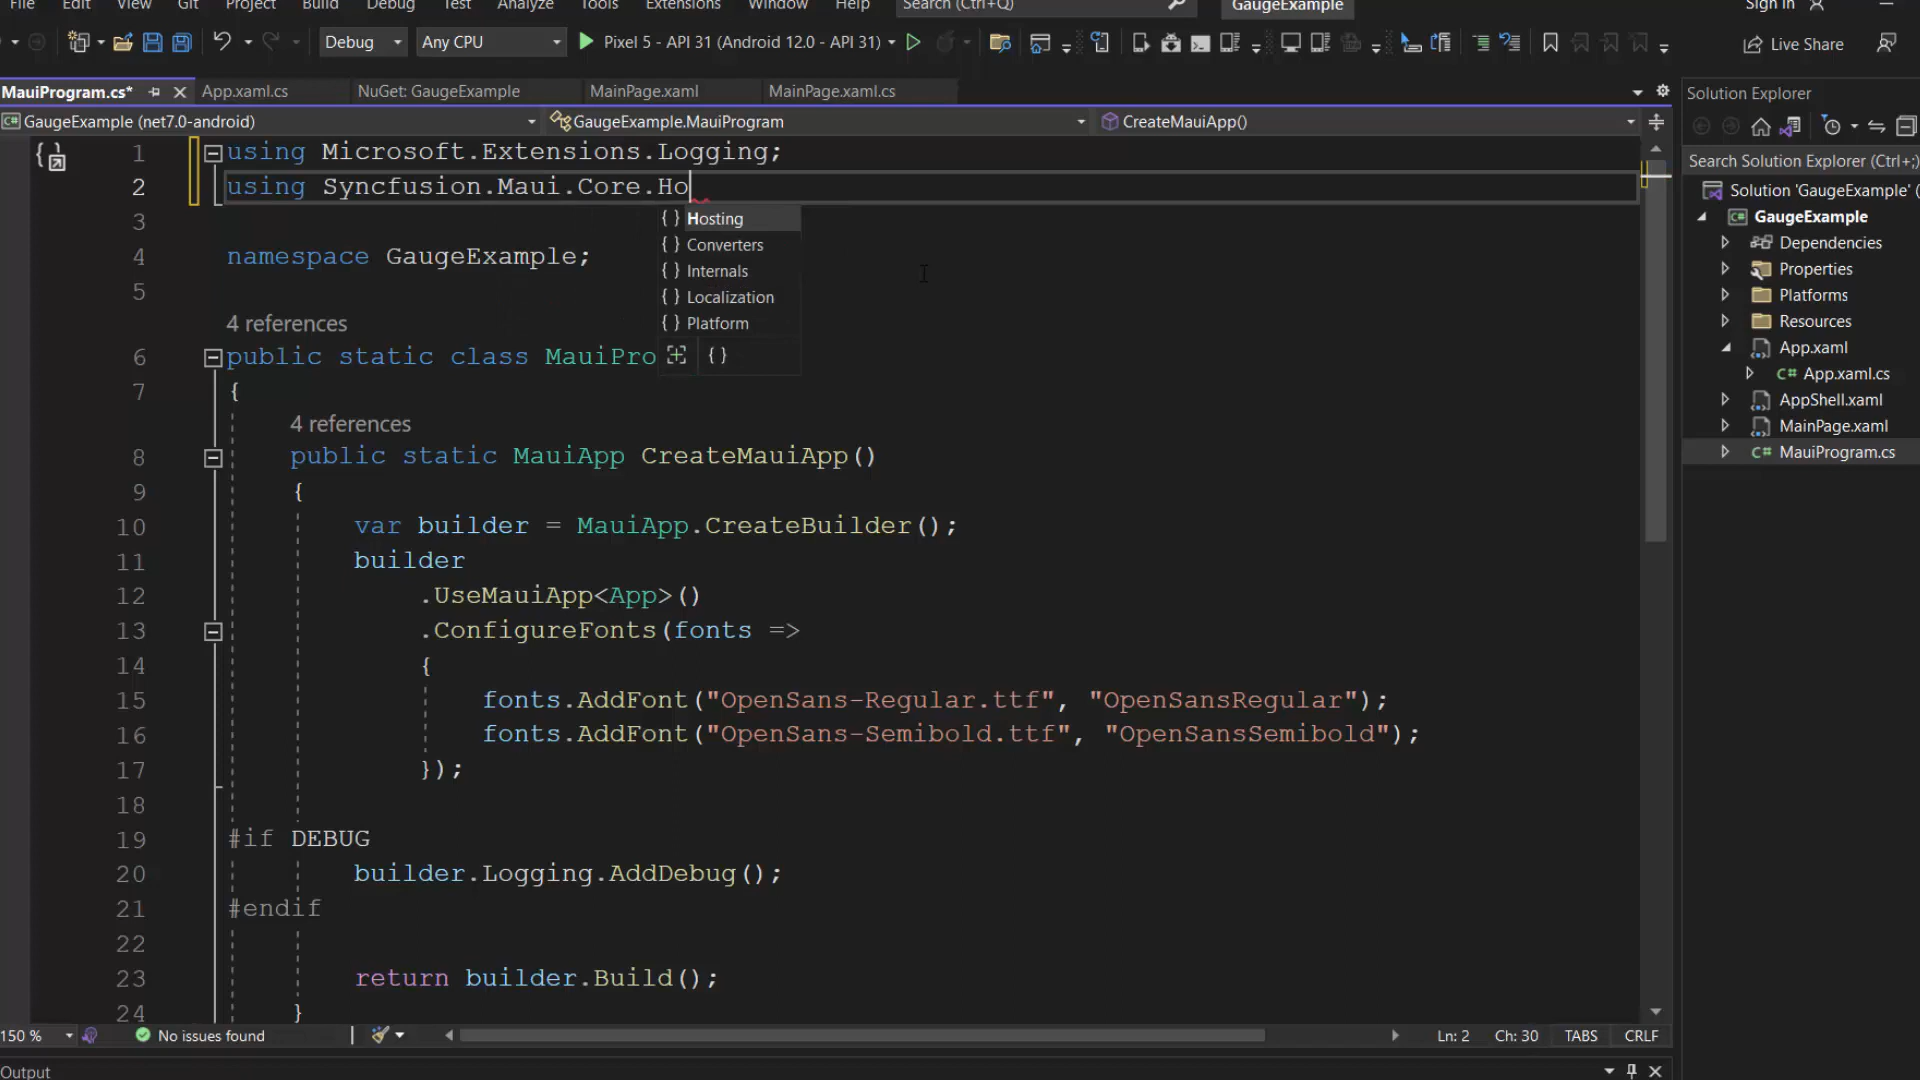 File Edit View Git Project Build Debug Test Analyze Tools Extensions Window Help Search (Ctrl+Q) GaugeExample Sign in
Debug Any CPU Pixel 5 - API 31 (Android 12.0 - API 31) Live Share
MauiProgram.cs* App.xaml.cs NuGet: GaugeExample MainPage.xaml MainPage.xaml.cs
Solution Explorer
GaugeExample (net7.0-android) GaugeExample.MauiProgram CreateMauiApp()
Search Solution Explorer (Ctrl+;)
Solution 'GaugeExample' (
GaugeExample
Dependencies
Properties
Platforms
Resources
App.xaml
C# App.xaml.cs
AppShell.xaml
MainPage.xaml
C# MauiProgram.cs
1 using Microsoft.Extensions.Logging;
2 using Syncfusion.Maui.Core.Ho
{ } Hosting
{ } Converters
{ } Internals
{ } Localization
{ } Platform
{ }
3
4 namespace GaugeExample;
5
4 references
6 public static class MauiPro
7 {
4 references
8 public static MauiApp CreateMauiApp()
9 {
10 var builder = MauiApp.CreateBuilder();
11 builder
12 .UseMauiApp<App>()
13 .ConfigureFonts(fonts =>
14 {
15 fonts.AddFont("OpenSans-Regular.ttf", "OpenSansRegular");
16 fonts.AddFont("OpenSans-Semibold.ttf", "OpenSansSemibold");
17 });
18
19 #if DEBUG
20 builder.Logging.AddDebug();
21 #endif
22
23 return builder.Build();
24 }
150 % No issues found Ln: 2 Ch: 30 TABS CRLF
Output